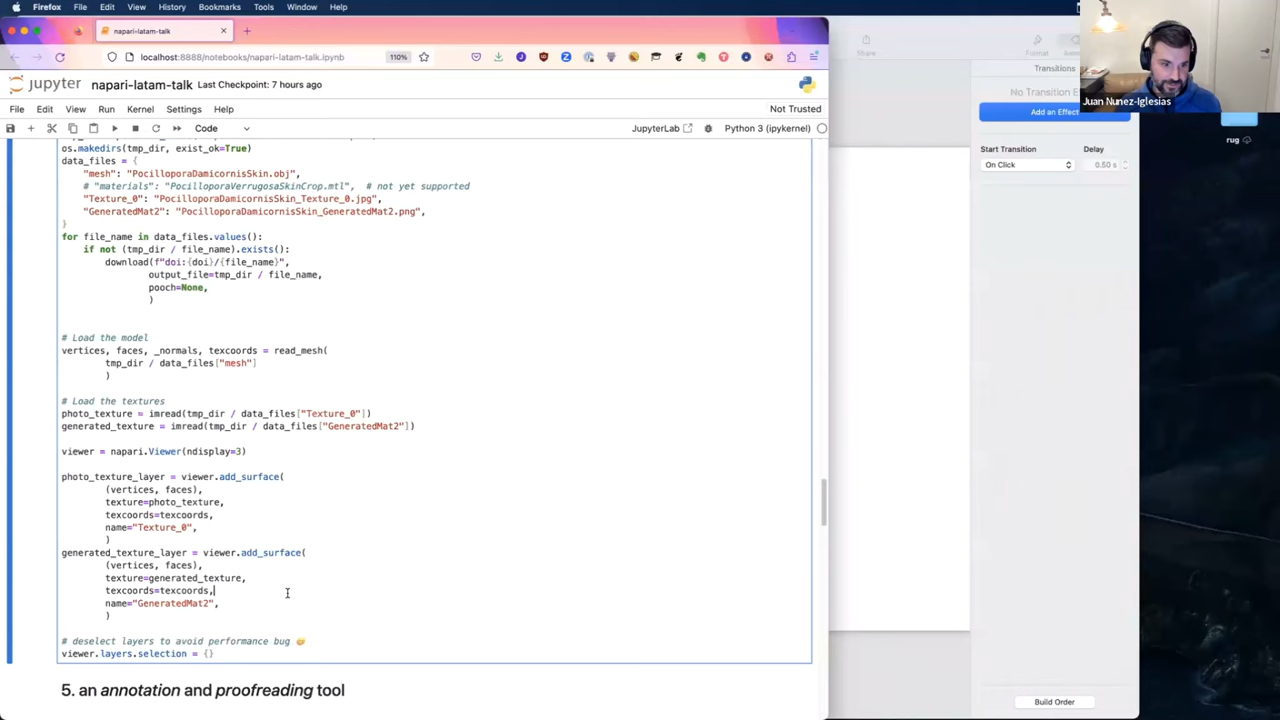 Firefox File Edit View History Bookmarks Tools Window Help
napari-latam-talk
localhost:8888/notebooks/napari-latam-talk.ipynb 110%
jupyter napari-latam-talk Last Checkpoint: 7 hours ago
File Edit View Run Kernel Settings Help Not Trusted
Code JupyterLab Python 3 (ipykernel)
os.makedirs(tmp_dir, exist_ok=True)
data_files = {
"mesh": "PocilloporaDamicornisSkin.obj",
# "materials": "PocilloporaVerrugosaSkinCrop.mtl", # not yet supported
"Texture_0": "PocilloporaDamicornisSkin_Texture_0.jpg",
"GeneratedMat2": "PocilloporaDamicornisSkin_GeneratedMat2.png",
}
for file_name in data_files.values():
if not (tmp_dir / file_name).exists():
download(f"doi:{doi}/{file_name}",
output_file=tmp_dir / file_name,
pooch=None,
)
# Load the model
vertices, faces, _normals, texcoords = read_mesh(
tmp_dir / data_files["mesh"]
)
# Load the textures
photo_texture = imread(tmp_dir / data_files["Texture_0"])
generated_texture = imread(tmp_dir / data_files["GeneratedMat2"])
viewer = napari.Viewer(ndisplay=3)
photo_texture_layer = viewer.add_surface(
(vertices, faces),
texture=photo_texture,
texcoords=texcoords,
name="Texture_0",
)
generated_texture_layer = viewer.add_surface(
(vertices, faces),
texture=generated_texture,
texcoords=texcoords,
name="GeneratedMat2",
)
# deselect layers to avoid performance bug
viewer.layers.selection = {}
5. an annotation and proofreading tool
Share Format
Transitions
No Transition E
Add an Effect
Start Transition Delay
On Click 0.50 s
Build Order
Juan Nunez-Iglesias
rug